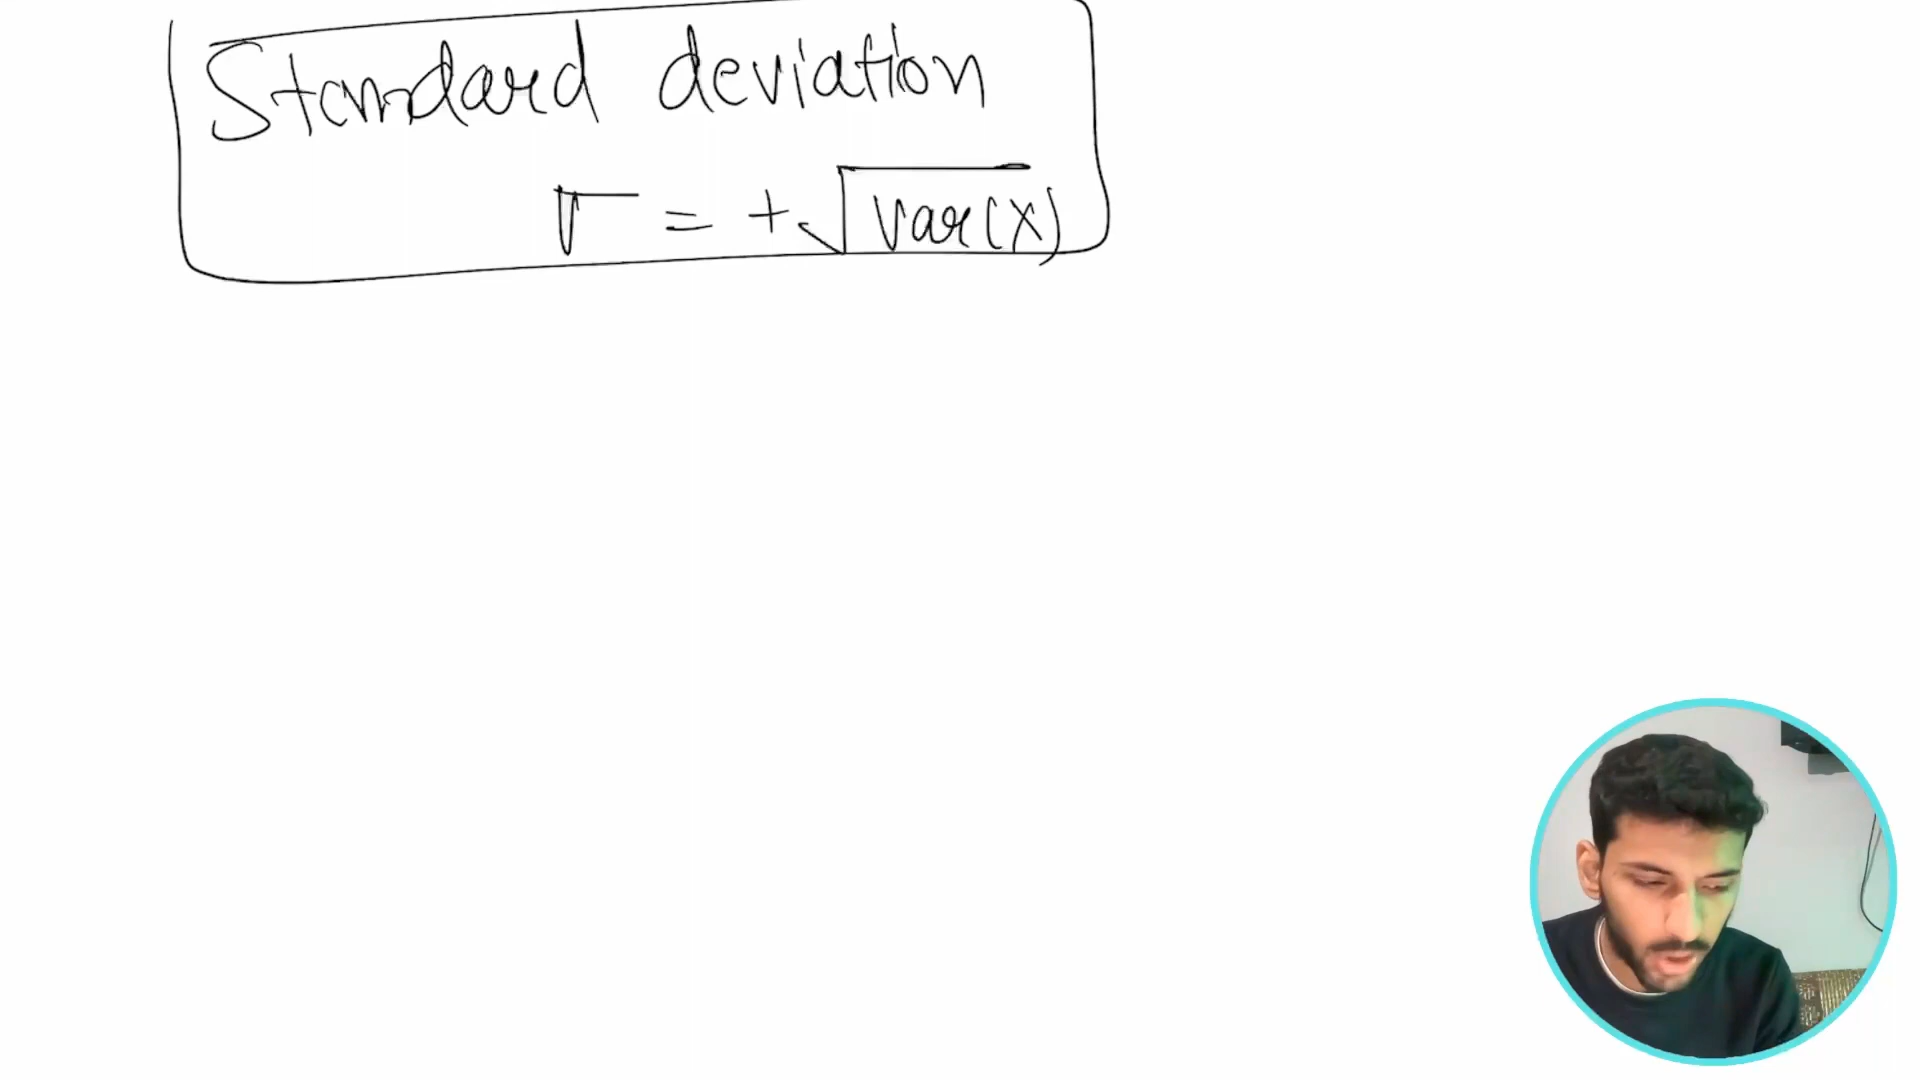 Standard deviation
σ = +√var(x)